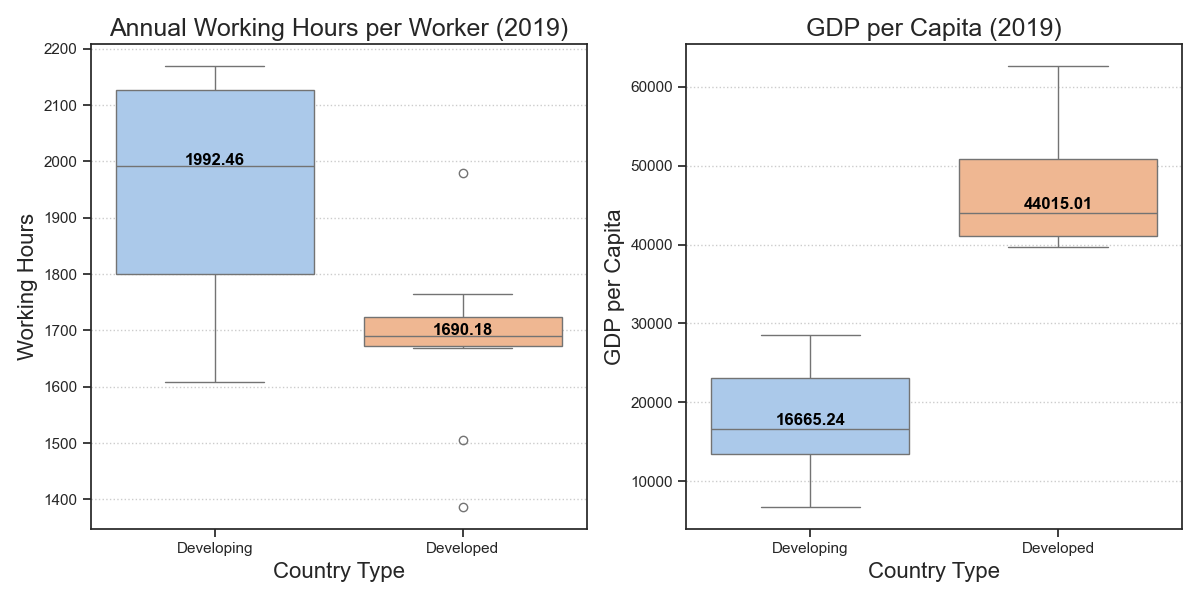 Annual Working Hours per Worker (2019)
Working Hours
2200
2100
2000
1900
1800
1700
1600
1500
1400
1992.46
1690.18
Developing
Developed
Country Type
GDP per Capita (2019)
GDP per Capita
60000
50000
40000
30000
20000
10000
44015.01
16665.24
Developing
Developed
Country Type